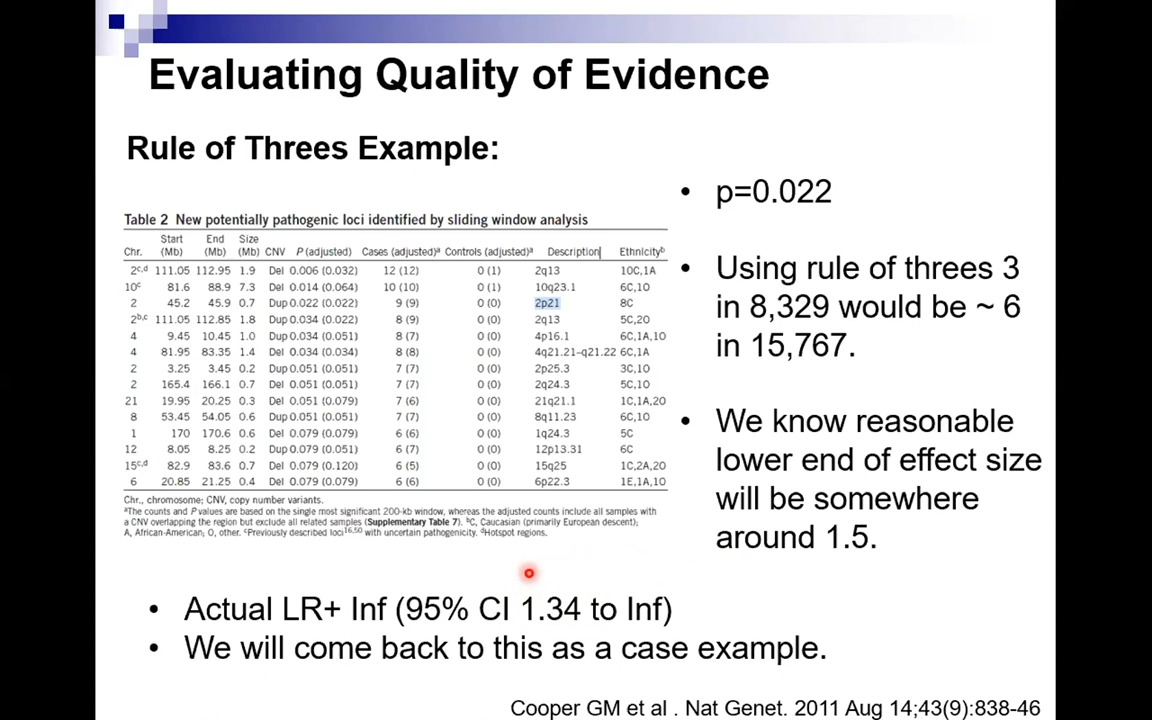 Evaluating Quality of Evidence
Rule of Threes Example:
Table 2 New potentially pathogenic loci identified by sliding window analysis
Chr. Start (Mb) End (Mb) Size (Mb) CNV P (adjusted) Cases (adjusted)a Controls (adjusted)a Description Ethnicityb
2c,d 111.05 112.95 1.9 Del 0.006 (0.032) 12 (12) 0 (1) 2q13 10C,1A
10c 81.6 88.9 7.3 Del 0.014 (0.064) 10 (10) 0 (1) 10q23.1 6C,1O
2 45.2 45.9 0.7 Dup 0.022 (0.022) 9 (9) 0 (0) 2p21 8C
2b,c 111.05 112.85 1.8 Dup 0.034 (0.022) 8 (9) 0 (0) 2q13 5C,2O
4 9.45 10.45 1.0 Dup 0.034 (0.051) 8 (7) 0 (0) 4p16.1 6C,1A,1O
4 81.95 83.35 1.4 Del 0.034 (0.034) 8 (8) 0 (0) 4q21.21–q21.22 6C,1A
2 3.25 3.45 0.2 Dup 0.051 (0.051) 7 (7) 0 (0) 2p25.3 3C,1O
2 165.4 166.1 0.7 Del 0.051 (0.051) 7 (7) 0 (0) 2q24.3 5C,1O
21 19.95 20.25 0.3 Del 0.051 (0.079) 7 (6) 0 (0) 21q21.1 1C,1A,2O
8 53.45 54.05 0.6 Dup 0.051 (0.051) 7 (7) 0 (0) 8q11.23 6C,1O
1 170 170.6 0.6 Del 0.079 (0.079) 6 (6) 0 (0) 1q24.3 5C
12 8.05 8.25 0.2 Dup 0.079 (0.051) 6 (7) 0 (0) 12p13.31 6C
15c,d 82.9 83.6 0.7 Del 0.079 (0.120) 6 (5) 0 (0) 15q25 1C,2A,2O
6 20.85 21.25 0.4 Del 0.079 (0.079) 6 (6) 0 (0) 6p22.3 1E,1A,1O
Chr., chromosome; CNV, copy number variants.
aThe counts and P values are based on the single most significant 200-kb window, whereas the adjusted counts include all samples with
a CNV overlapping the region but exclude all related samples (Supplementary Table 7). bC, Caucasian (primarily European descent);
A, African-American; O, other. cPreviously described loci16,50 with uncertain pathogenicity. dHotspot regions.
• p=0.022
• Using rule of threes 3
in 8,329 would be ~ 6
in 15,767.
• We know reasonable
lower end of effect size
will be somewhere
around 1.5.
• Actual LR+ Inf (95% CI 1.34 to Inf)
• We will come back to this as a case example.
Cooper GM et al . Nat Genet. 2011 Aug 14;43(9):838-46